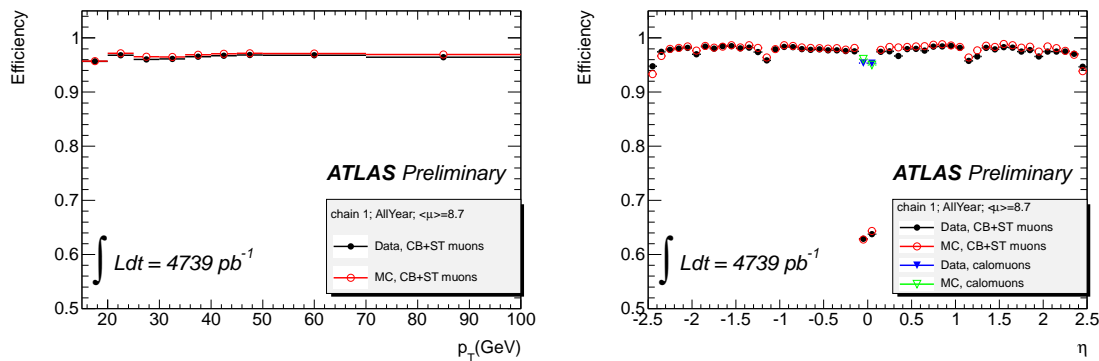 Efficiency
1
0.9
0.8
0.7
0.6
0.5
ATLAS Preliminary
chain 1; AllYear; <μ>=8.7
Data, CB+ST muons
MC, CB+ST muons
∫ Ldt = 4739 pb⁻¹
20 30 40 50 60 70 80 90 100
p_T(GeV)
Efficiency
1
0.9
0.8
0.7
0.6
0.5
ATLAS Preliminary
chain 1; AllYear; <μ>=8.7
Data, CB+ST muons
MC, CB+ST muons
Data, calomuons
MC, calomuons
∫ Ldt = 4739 pb⁻¹
-2.5 -2 -1.5 -1 -0.5 0 0.5 1 1.5 2 2.5
η